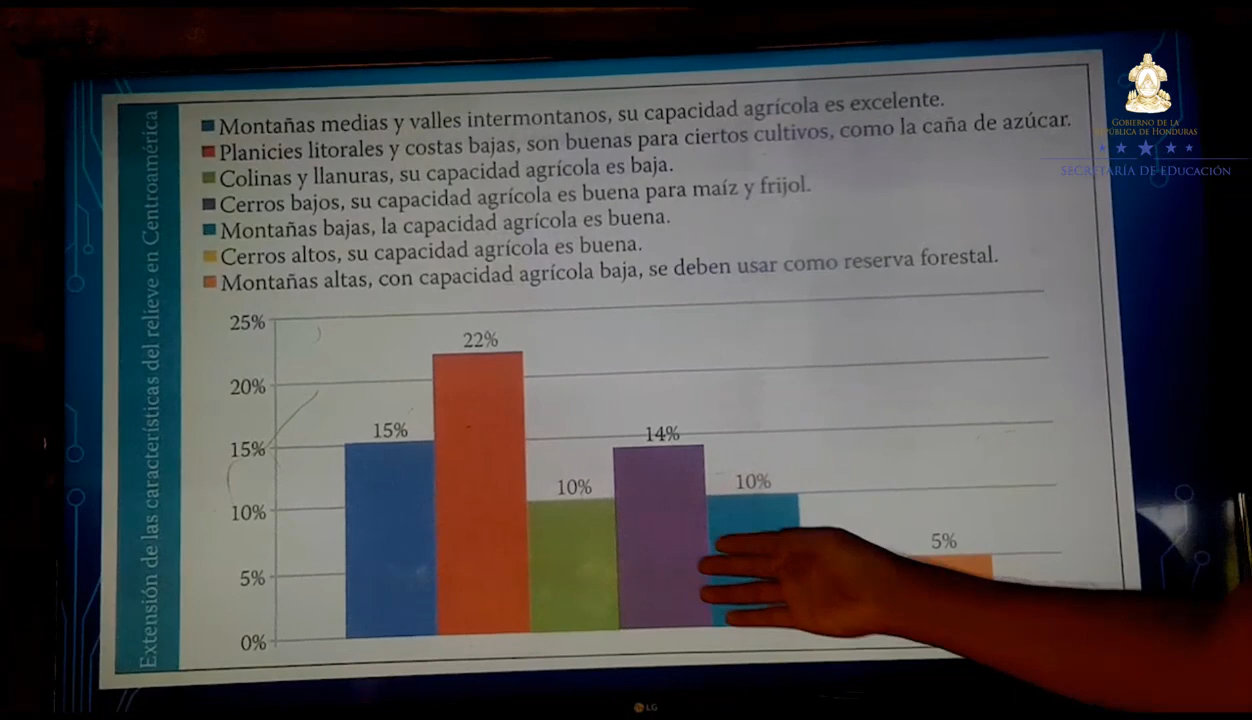 Extensión de las características del relieve en Centroamérica
Montañas medias y valles intermontanos, su capacidad agrícola es excelente.
Planicies litorales y costas bajas, son buenas para ciertos cultivos, como la caña de azúcar.
Colinas y llanuras, su capacidad agrícola es baja.
Cerros bajos, su capacidad agrícola es buena para maíz y frijol.
Montañas bajas, la capacidad agrícola es buena.
Cerros altos, su capacidad agrícola es buena.
Montañas altas, con capacidad agrícola baja, se deben usar como reserva forestal.
25%
20%
15%
10%
5%
0%
15%
22%
10%
14%
10%
5%
GOBIERNO DE LA
REPÚBLICA DE HONDURAS
SECRETARÍA DE EDUCACIÓN
LG